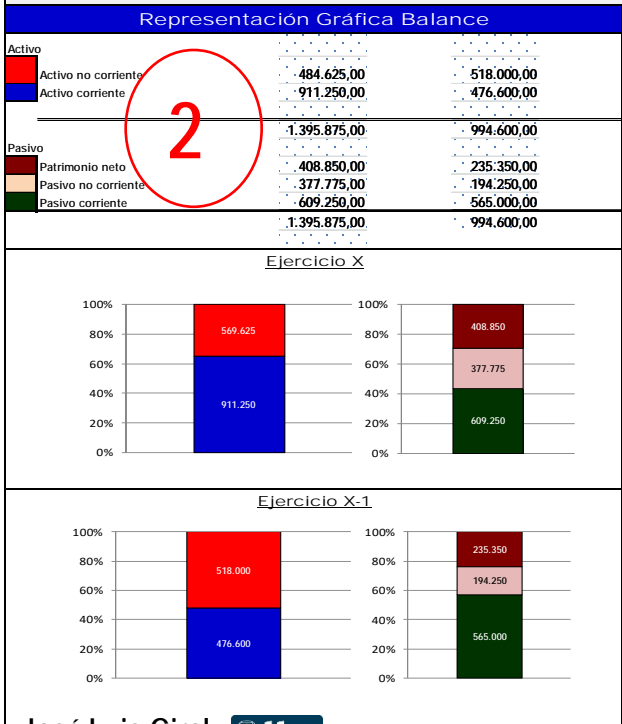 Representación Gráfica Balance
Activo
Activo no corriente 484.625,00 518.000,00
Activo corriente 911.250,00 476.600,00
2
1.395.875,00 994.600,00
Pasivo
Patrimonio neto 408.850,00 235.350,00
Pasivo no corriente 377.775,00 194.250,00
Pasivo corriente 609.250,00 565.000,00
1.395.875,00 994.600,00
Ejercicio X
100% 100%
569.625 408.850
80% 80%
60% 60%
377.775
911.250
40% 40%
609.250
20% 20%
0% 0%
Ejercicio X-1
100% 100%
235.350
80% 80%
518.000 194.250
60% 60%
40% 40%
476.600 565.000
20% 20%
0% 0%